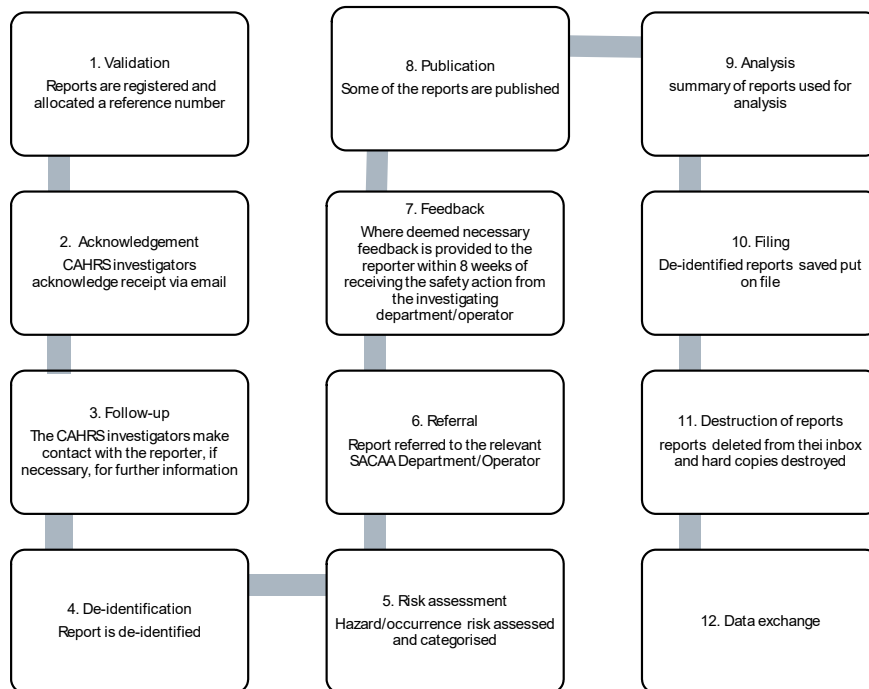 1. Validation
Reports are registered and
allocated a reference number
2. Acknowledgement
CAHRS investigators
acknowledge receipt via email
3. Follow-up
The CAHRS investigators make
contact with the reporter, if
necessary, for further information
4. De-identification
Report is de-identified
5. Risk assessment
Hazard/occurrence risk assessed
and categorised
6. Referral
Report referred to the relevant
SACAA Department/Operator
7. Feedback
Where deemed necessary
feedback is provided to the
reporter within 8 weeks of
receiving the safety action from
the investigating
department/operator
8. Publication
Some of the reports are published
9. Analysis
summary of reports used for
analysis
10. Filing
De-identified reports saved put
on file
11. Destruction of reports
reports deleted from thei inbox
and hard copies destroyed
12. Data exchange